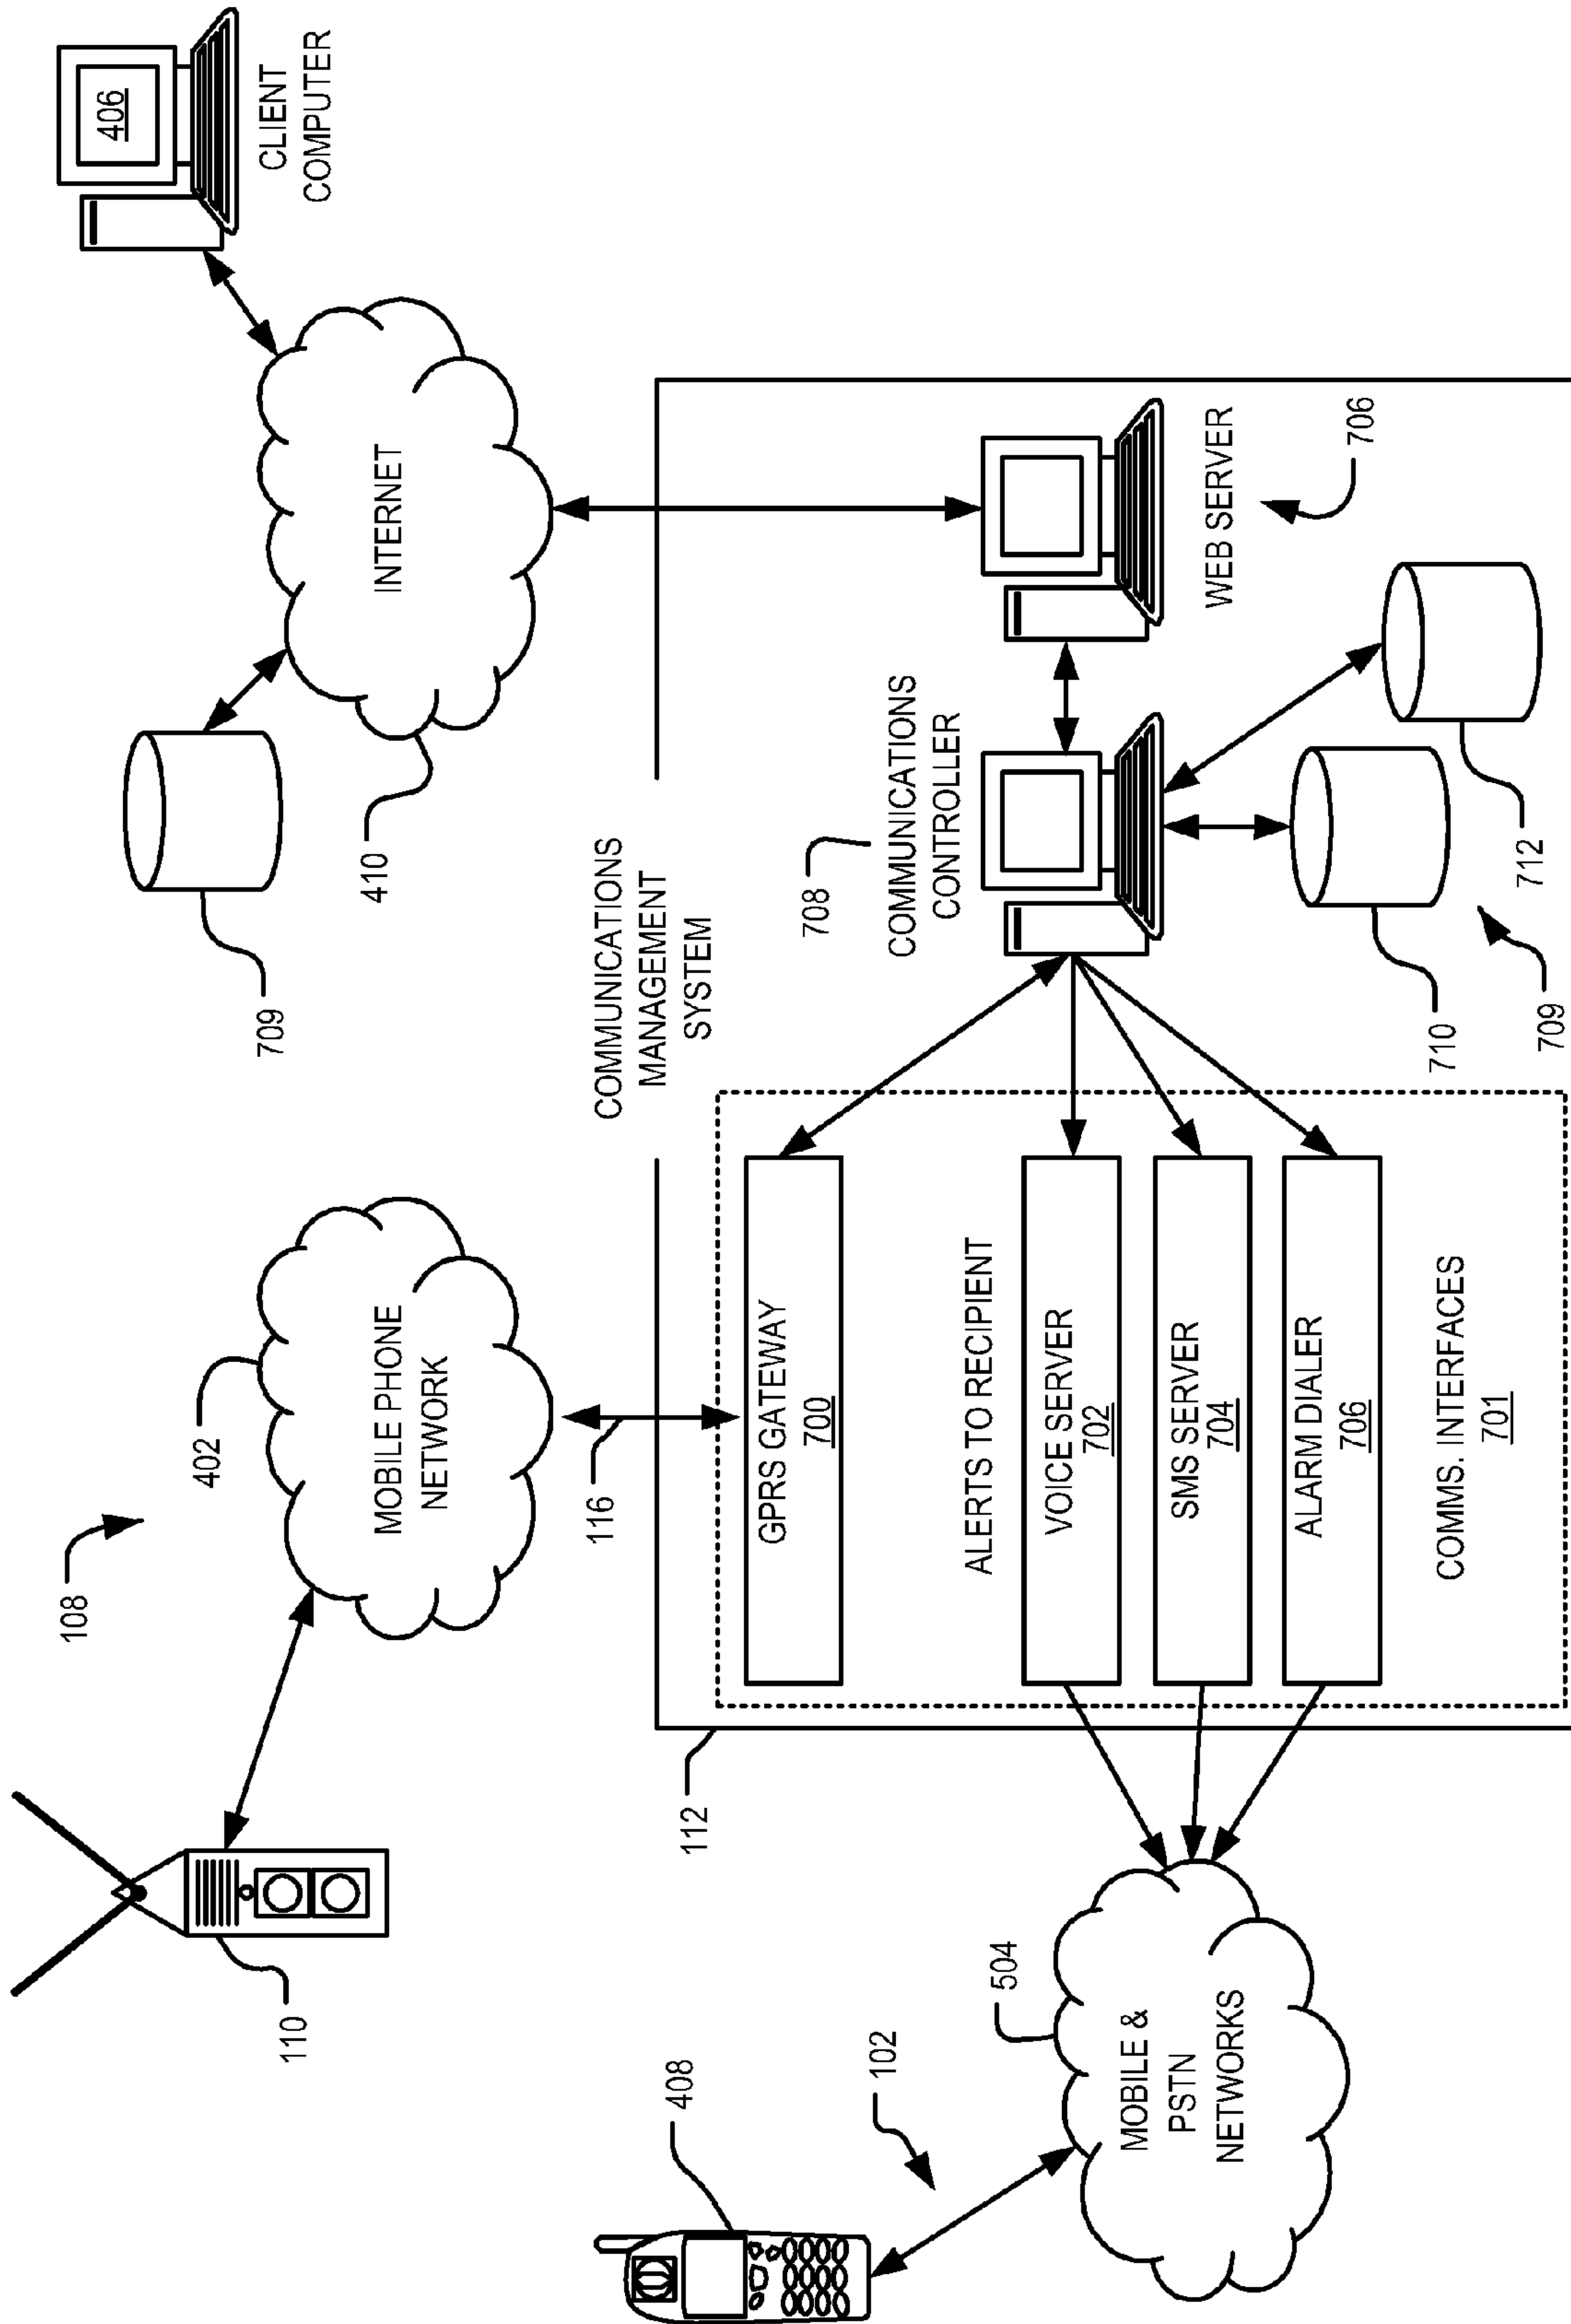 108
402
MOBILE PHONE
NETWORK
116
110
709
410
INTERNET
406
CLIENT
COMPUTER
COMMUNICATIONS
MANAGEMENT
SYSTEM
112
GPRS GATEWAY
700
ALERTS TO RECIPIENT
VOICE SERVER
702
SMS SERVER
704
ALARM DIALER
706
COMMS. INTERFACES
701
708
COMMUNICATIONS
CONTROLLER
WEB SERVER
706
710
712
709
408
102
504
MOBILE &
PSTN
NETWORKS